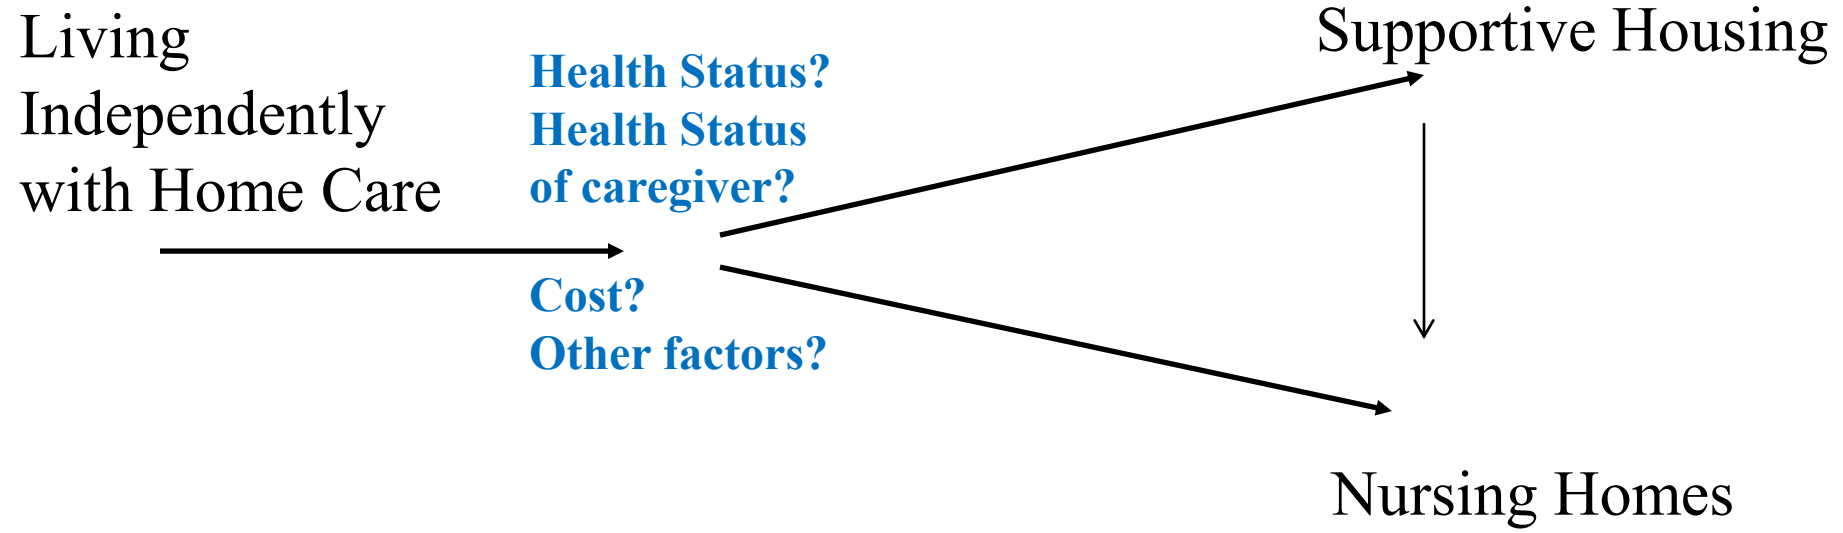 Living
Independently
with Home Care
Health Status?
Health Status
of caregiver?
Cost?
Other factors?
Supportive Housing
Nursing Homes